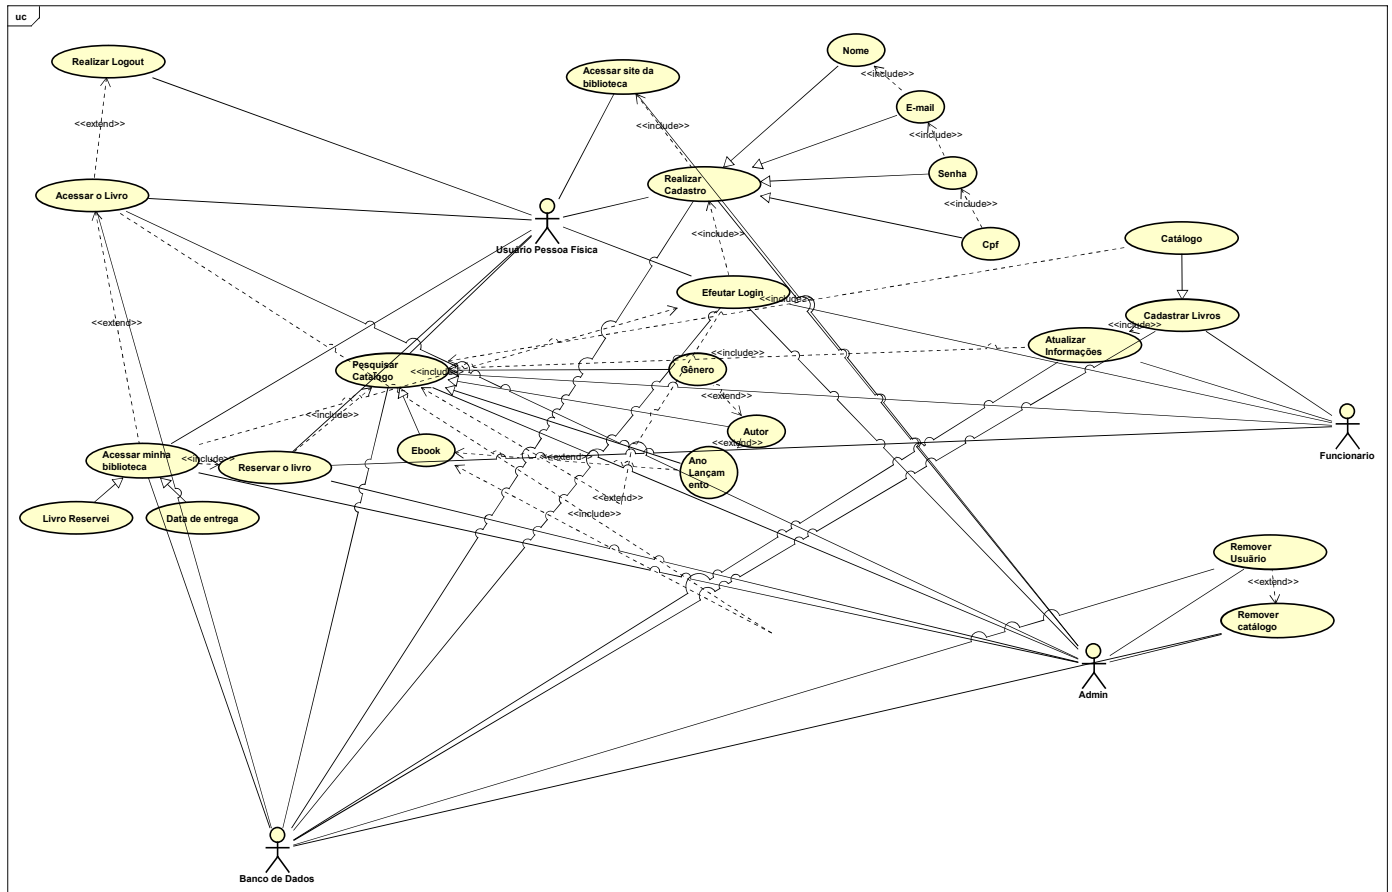 uc
Realizar Logout
Acessar site da
biblioteca
Nome
<<include>>
E-mail
<<extend>>
<<include>>
<<include>>
Senha
Realizar
Cadastro
Acessar o Livro
<<include>>
Cpf
Usuário Pessoa Física
<<include>>
Catálogo
Efeutar Login
<<include>>
Cadastrar Livros
<<extend>>
<<include>>
Atualizar
Informações
<<include>>
Pesquisar
Catálogo
<<include>>
Gênero
<<extend>>
<<include>>
Autor
Funcionario
<<extend>>
Ebook
Acessar minha
biblioteca
<<include>>
Reservar o livro
<<extend>>
Ano
Lançam
ento
<<extend>>
<<include>>
Livro Reservei
Data de entrega
Remover
Usuário
<<extend>>
Remover
catálogo
Admin
Banco de Dados